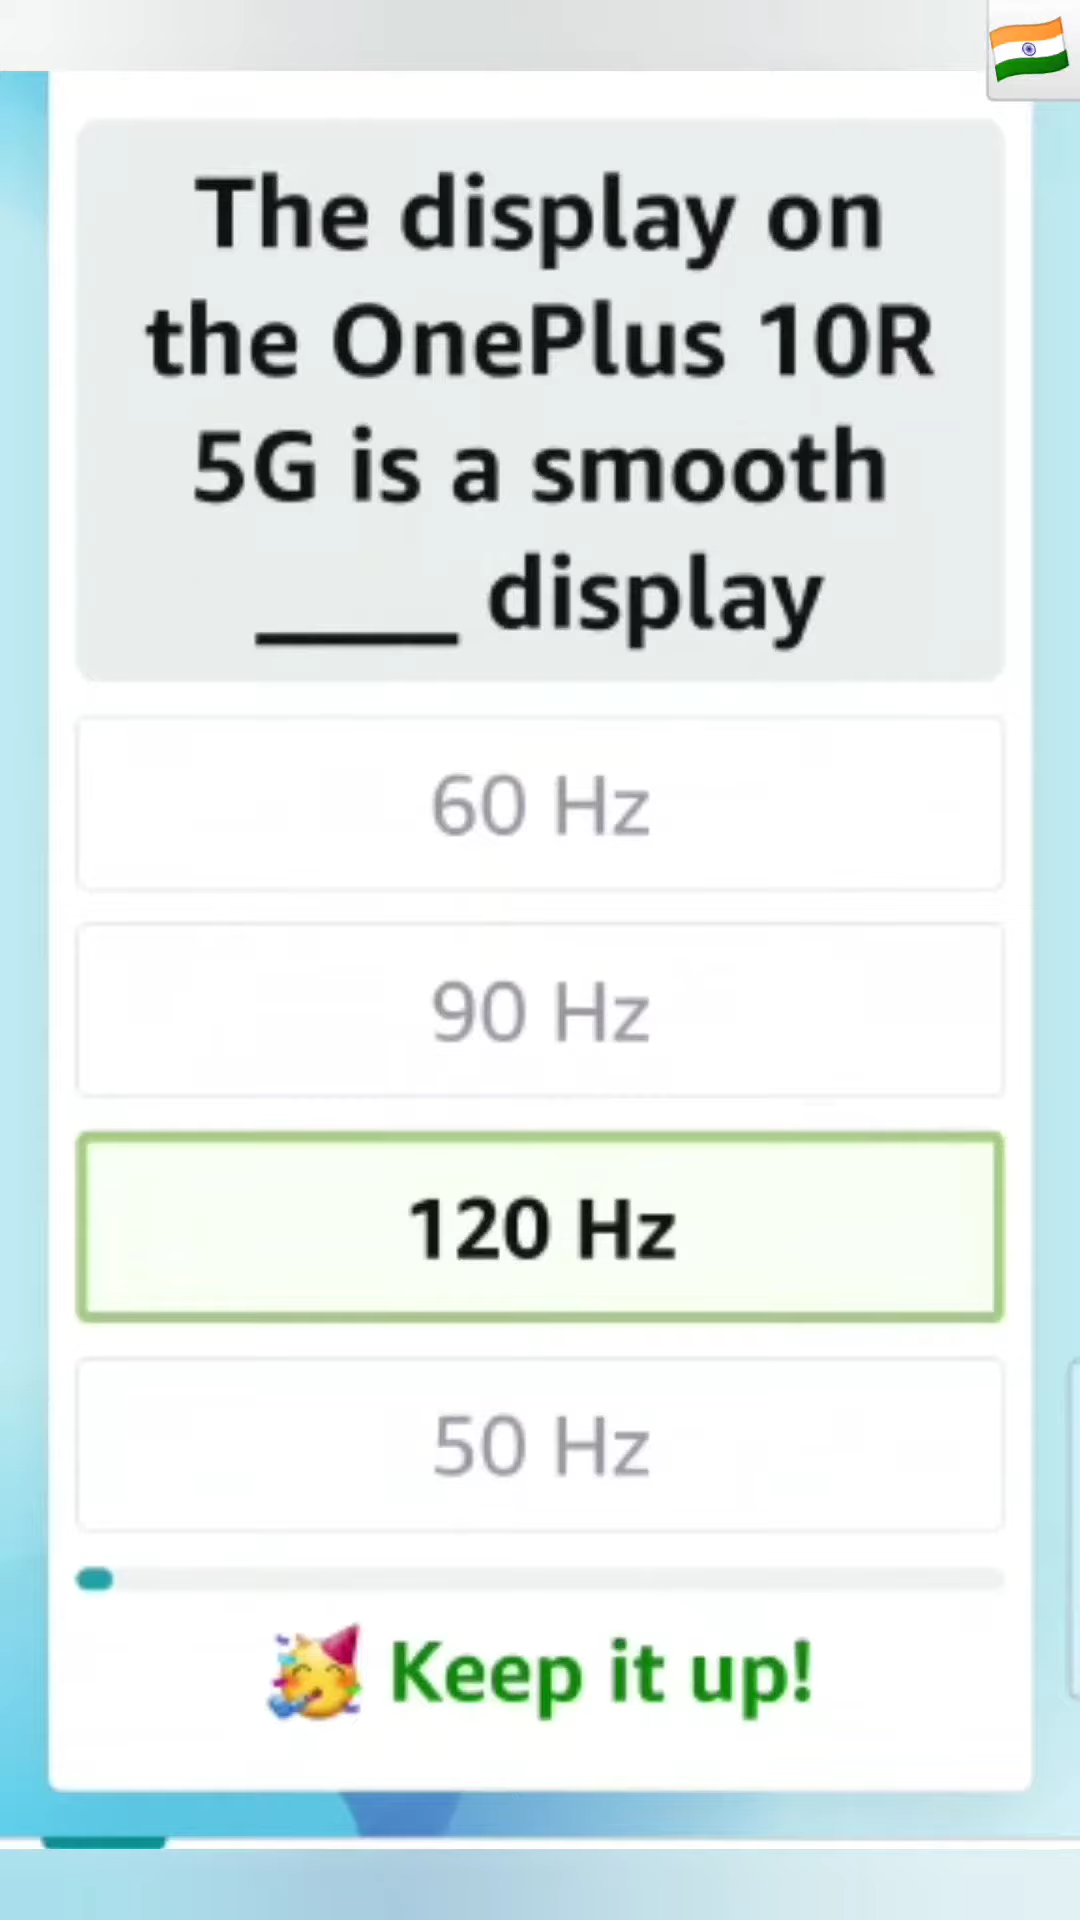 The display on
the OnePlus 10R
5G is a smooth
____ display
60 Hz
90 Hz
120 Hz
50 Hz
🥳 Keep it up!